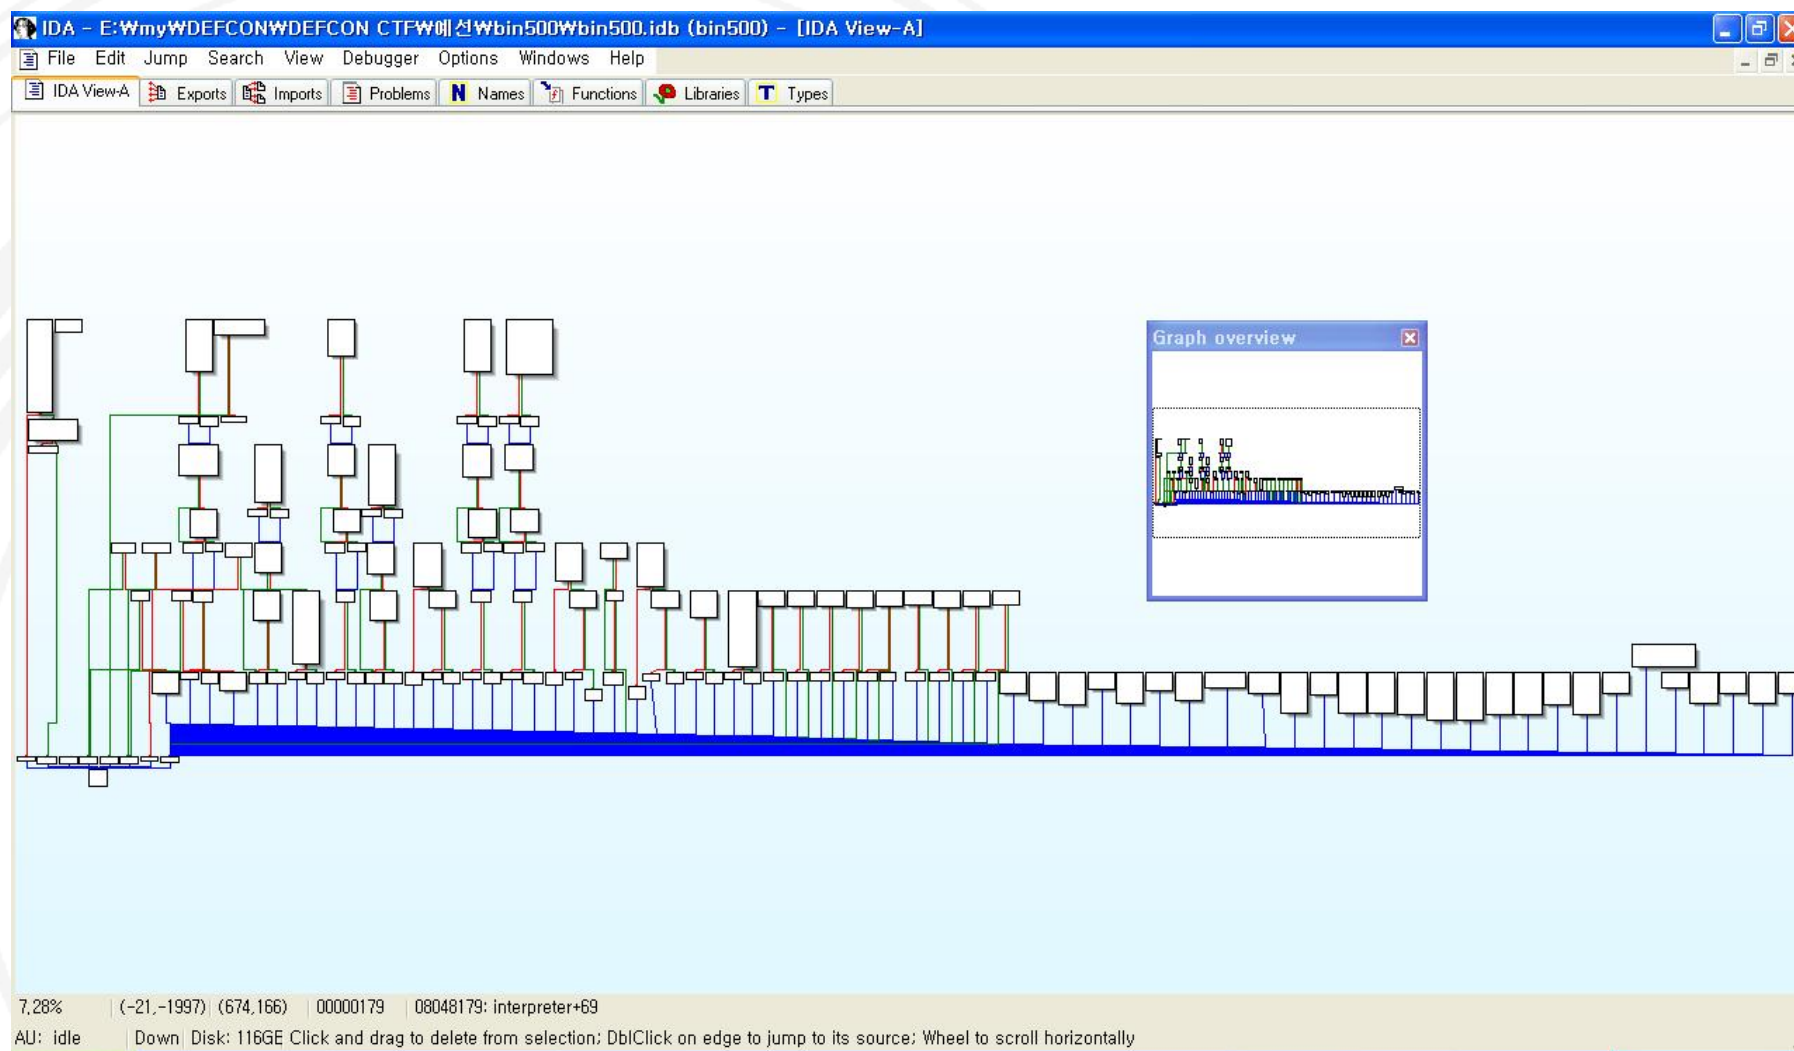 IDA - E:₩my₩DEFCON₩DEFCON CTF₩예선₩bin500₩bin500.idb (bin500) - [IDA View-A]
File Edit Jump Search View Debugger Options Windows Help
IDA View-A Exports Imports Problems N Names Functions Libraries T Types
Graph overview
7,28% (-21,-1997) (674,166) 00000179 08048179: interpreter+69
AU: idle Down Disk: 116GE Click and drag to delete from selection; DblClick on edge to jump to its source; Wheel to scroll horizontally